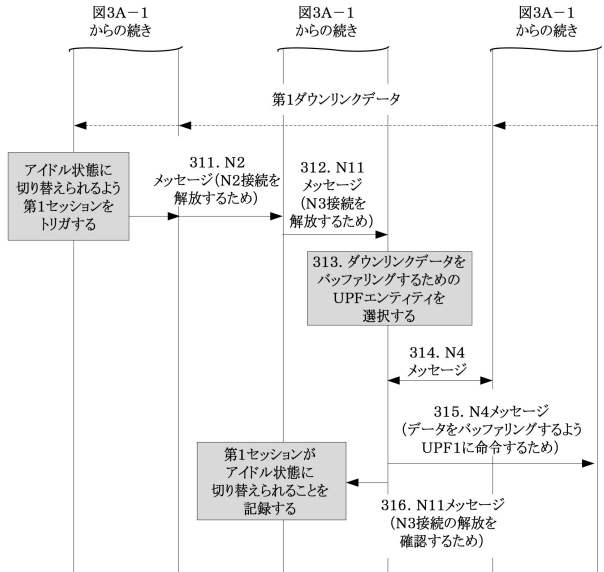 図3A－1
からの続き
図3A－1
からの続き
図3A－1
からの続き
第1ダウンリンクデータ
アイドル状態に
切り替えられるよう
第1セッションを
トリガする
311．N2
メッセージ（N2接続を
解放するため）
312．N11
メッセージ
（N3接続を
解放するため）
313．ダウンリンクデータを
バッファリングするための
UPFエンティティを
選択する
314．N4
メッセージ
315．N4メッセージ
（データをバッファリングするよう
UPF1に命令するため）
第1セッションが
アイドル状態に
切り替えられることを
記録する
316．N11メッセージ
（N3接続の解放を
確認するため）